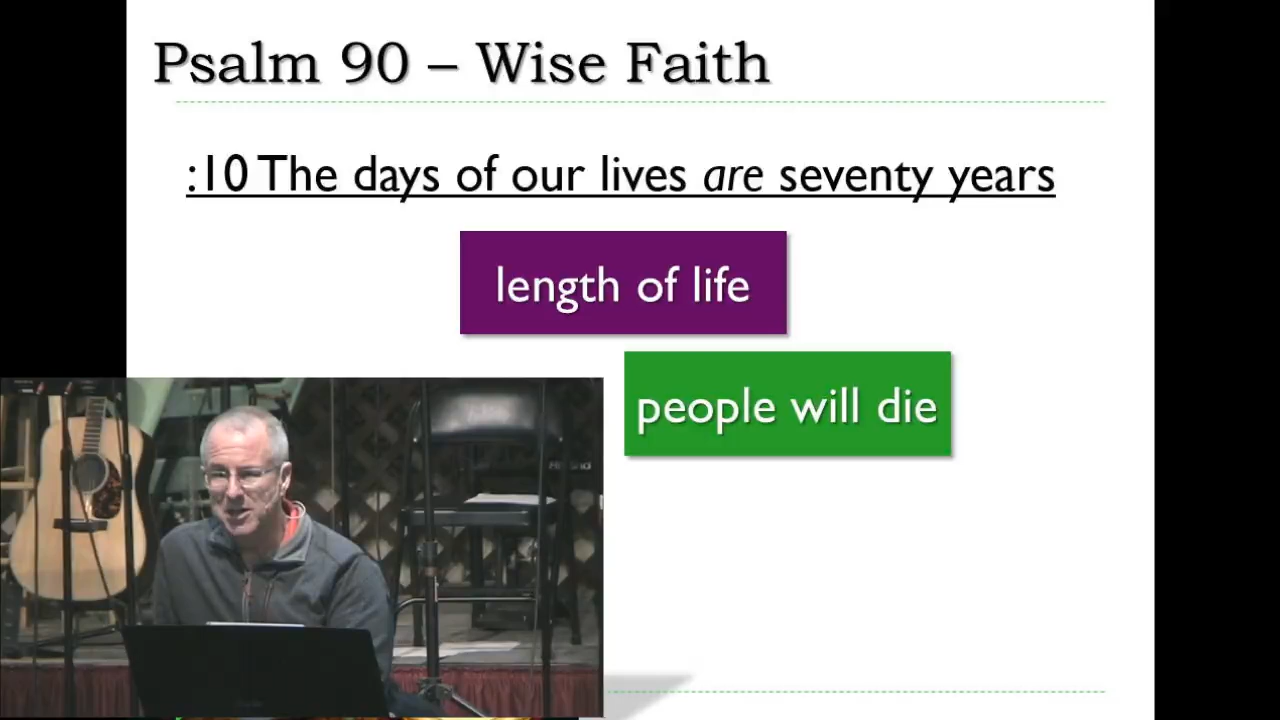 Psalm 90 – Wise Faith
:10 The days of our lives are seventy years
length of life
people will die